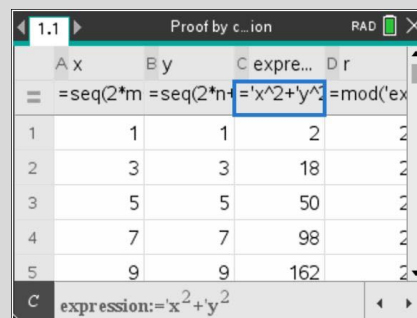 1.1 Proof by c...ion RAD
A x B y C expre... D r
= =seq(2*m =seq(2*n+ ='x^2+'y^2 =mod('ex
1 1 1 2 2
2 3 3 18 2
3 5 5 50 2
4 7 7 98 2
5 9 9 162 2
C expression:='x²+'y²